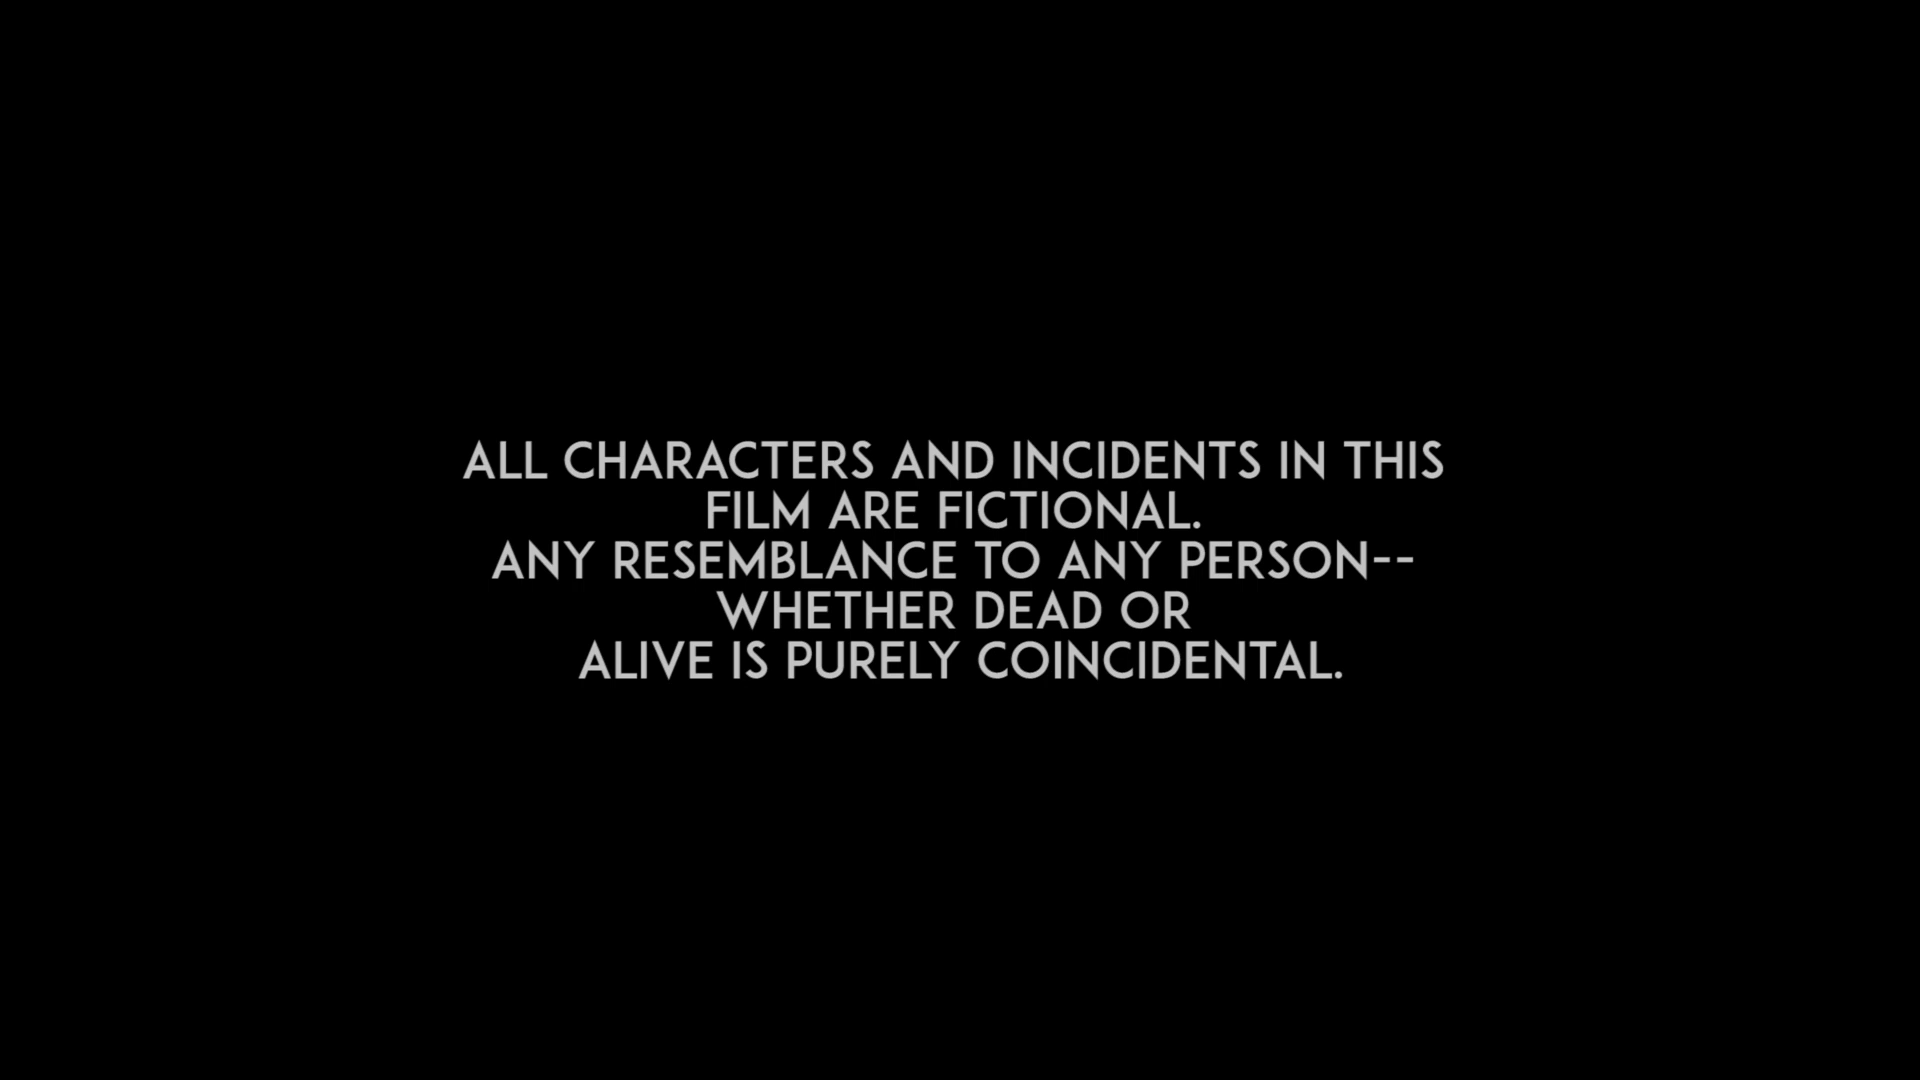 ALL CHARACTERS AND INCIDENTS IN THIS
FILM ARE FICTIONAL.
ANY RESEMBLANCE TO ANY PERSON--
WHETHER DEAD OR
ALIVE IS PURELY COINCIDENTAL.